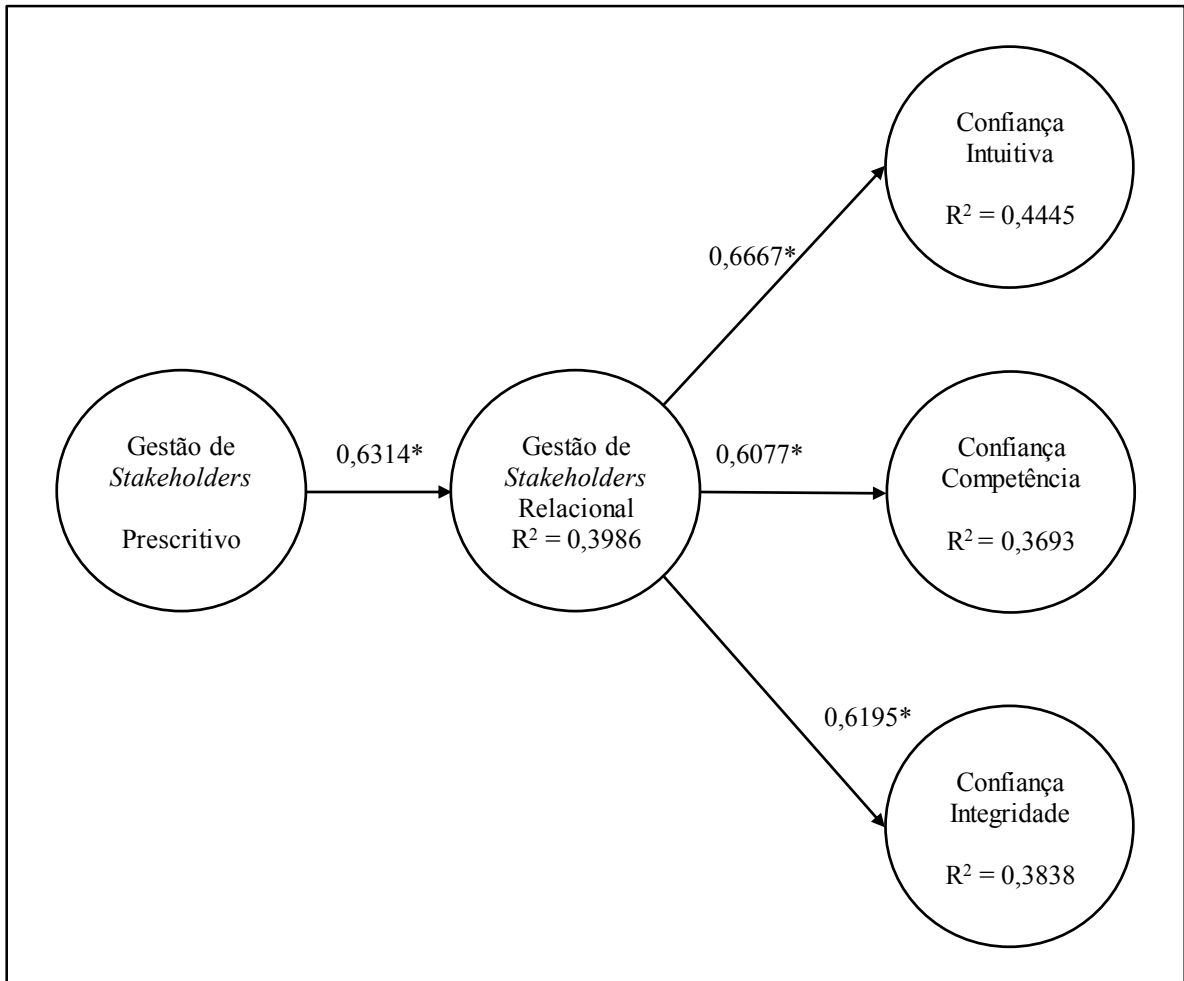 Gestão de
Stakeholders
Prescritivo
0,6314*
Gestão de
Stakeholders
Relacional
R² = 0,3986
0,6667*
0,6077*
0,6195*
Confiança
Intuitiva
R² = 0,4445
Confiança
Competência
R² = 0,3693
Confiança
Integridade
R² = 0,3838